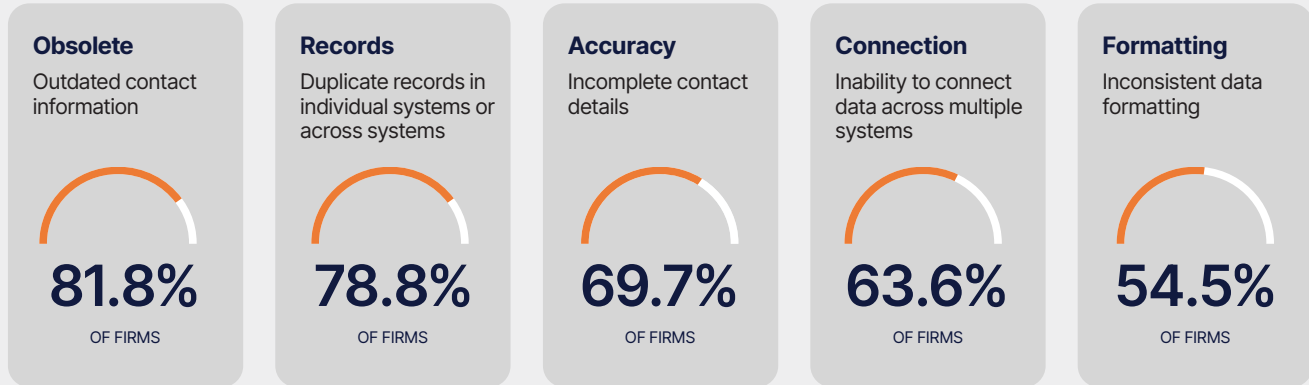 Obsolete
Outdated contact
information
81.8%
OF FIRMS
Records
Duplicate records in
individual systems or
across systems
78.8%
OF FIRMS
Accuracy
Incomplete contact
details
69.7%
OF FIRMS
Connection
Inability to connect
data across multiple
systems
63.6%
OF FIRMS
Formatting
Inconsistent data
formatting
54.5%
OF FIRMS